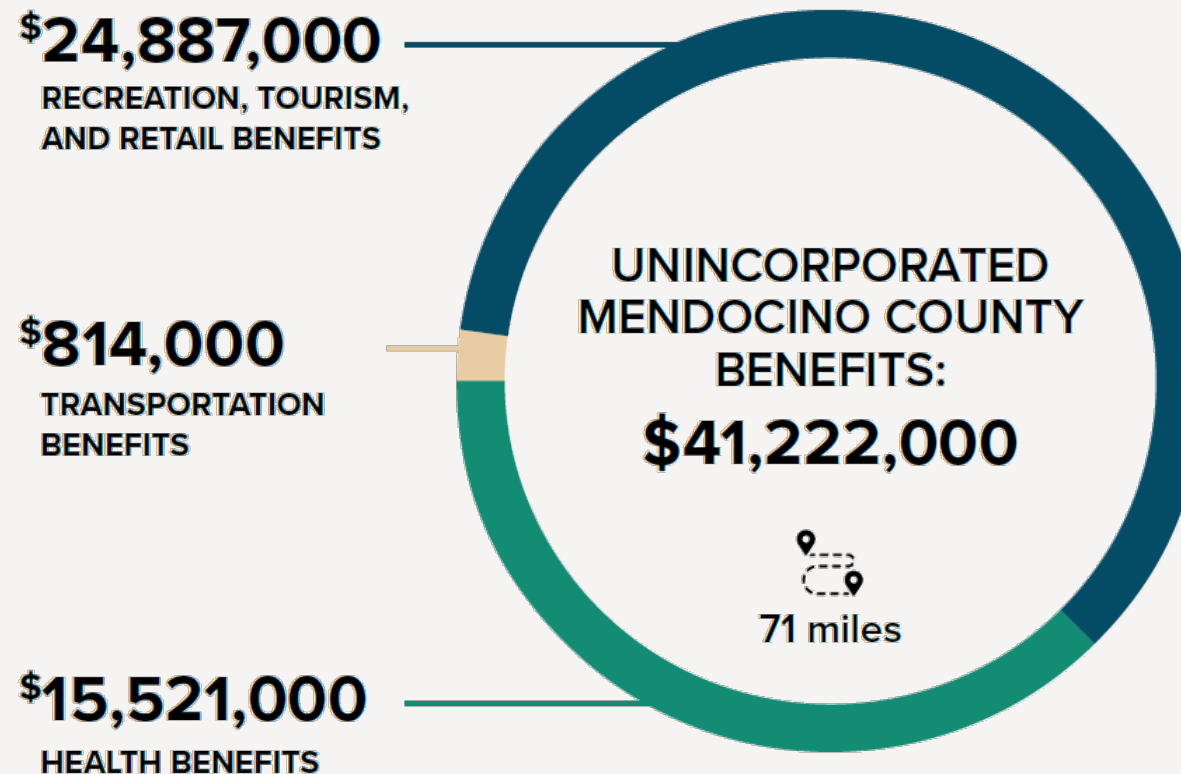 $24,887,000
RECREATION, TOURISM,
AND RETAIL BENEFITS
$814,000
TRANSPORTATION
BENEFITS
$15,521,000
HEALTH BENEFITS
UNINCORPORATED
MENDOCINO COUNTY
BENEFITS:
$41,222,000
71 miles